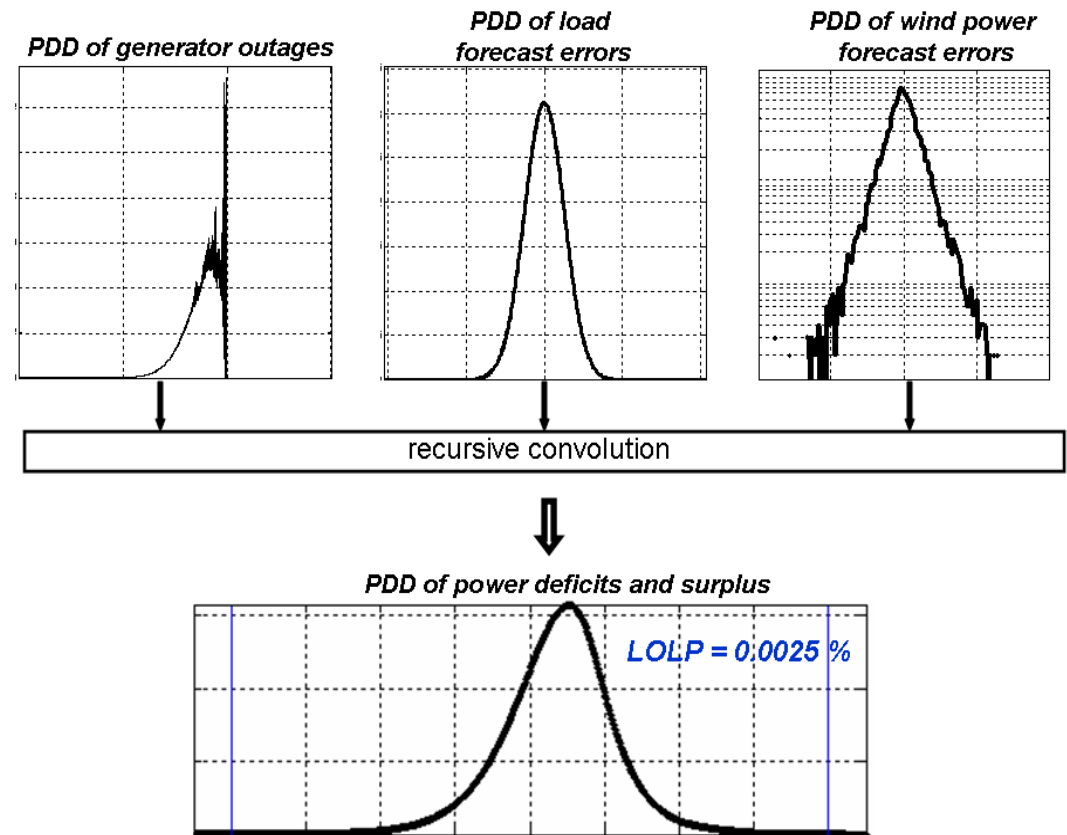 PDD of generator outages
PDD of load
forecast errors
PDD of wind power
forecast errors
recursive convolution
PDD of power deficits and surplus
LOLP = 0.0025 %